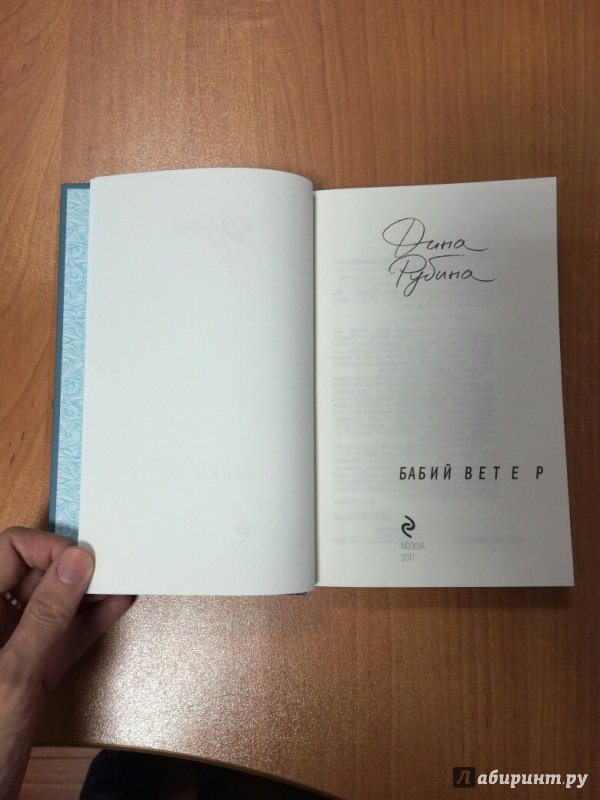 Дина
Рубина
БАБИЙ ВЕТЕР
МОСКВА
2017
Лабиринт.ру